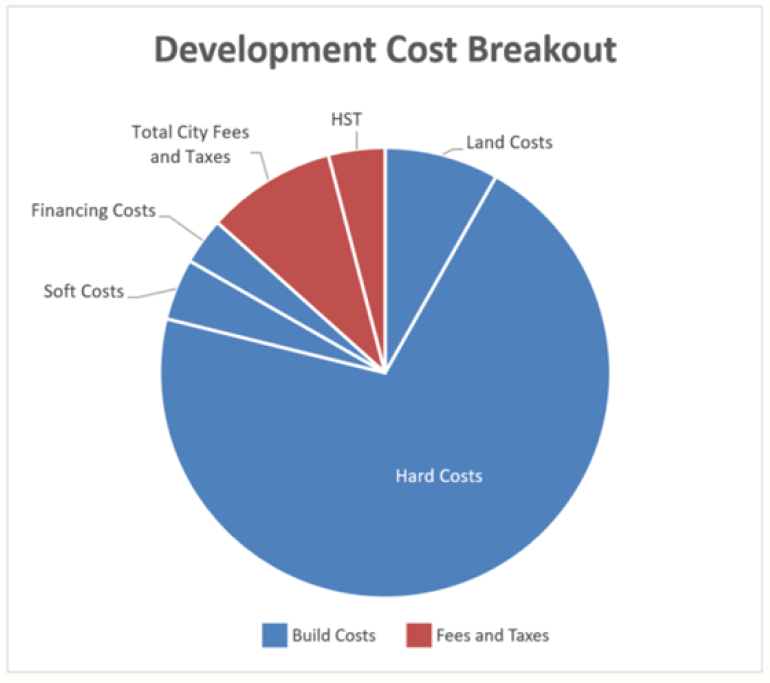 Development Cost Breakout
HST
Total City Fees
and Taxes
Land Costs
Financing Costs
Soft Costs
Hard Costs
Build Costs
Fees and Taxes